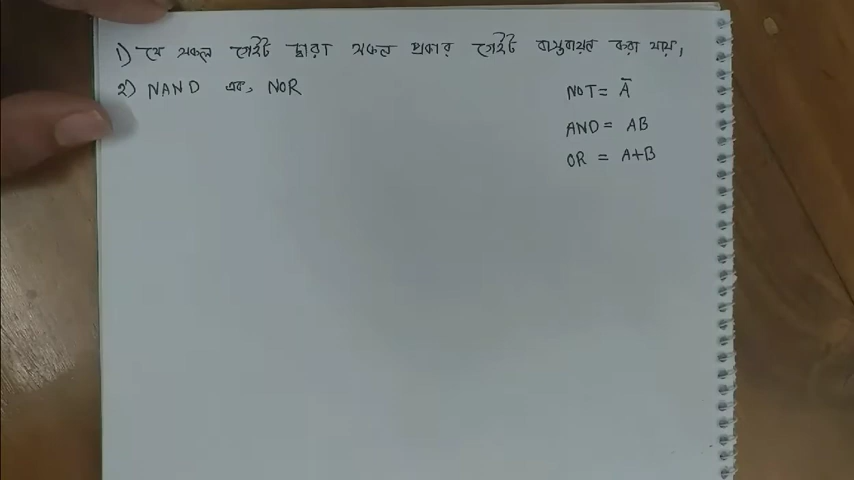 ১) যে সকল গেইট দ্বারা সকল প্রকার গেইট বাস্তবায়ন করা যায়,
২) NAND এবং NOR
NOT = A̅
AND = AB
OR = A+B